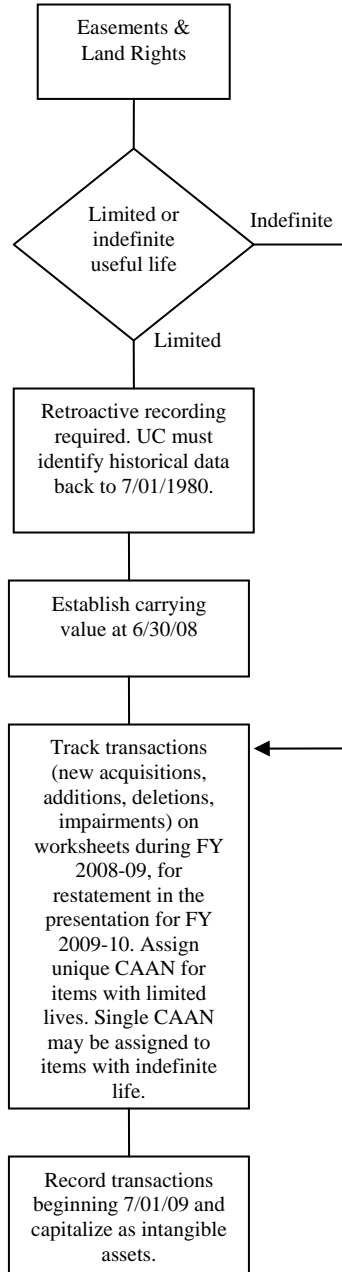 Easements &
Land Rights
Limited or
indefinite
useful life
Indefinite
Limited
Retroactive recording
required. UC must
identify historical data
back to 7/01/1980.
Establish carrying
value at 6/30/08
Track transactions
(new acquisitions,
additions, deletions,
impairments) on
worksheets during FY
2008-09, for
restatement in the
presentation for FY
2009-10. Assign
unique CAAN for
items with limited
lives. Single CAAN
may be assigned to
items with indefinite
life.
Record transactions
beginning 7/01/09 and
capitalize as intangible
assets.